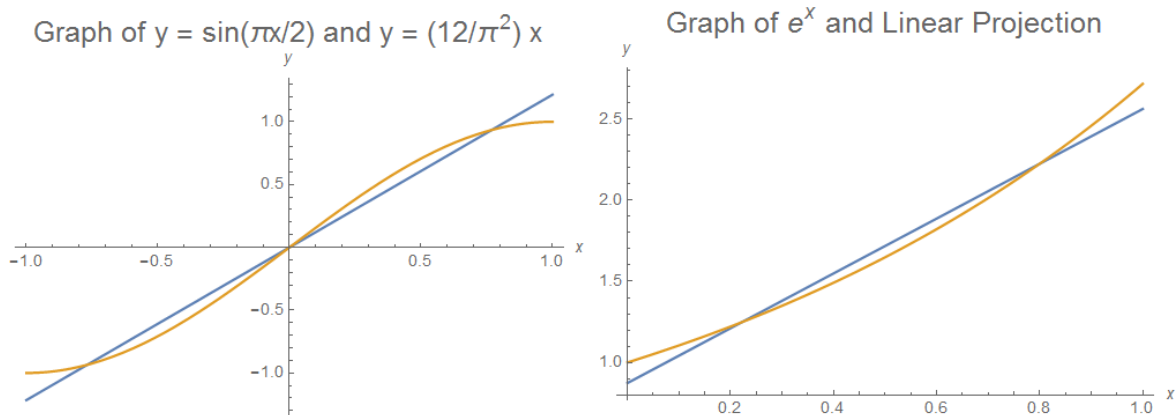 Graph of y = sin(πx/2) and y = (12/π²) x
y
1.0
0.5
−1.0 −0.5 0.5 1.0 x
−0.5
−1.0
Graph of eˣ and Linear Projection
y
2.5
2.0
1.5
1.0
0.2 0.4 0.6 0.8 1.0 x